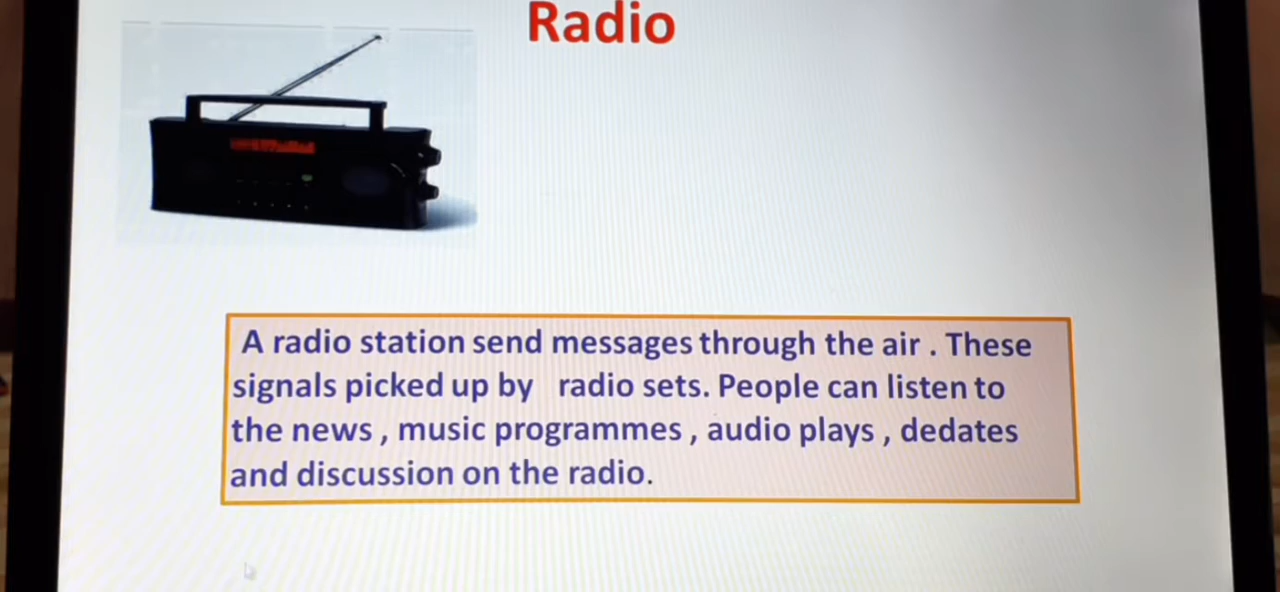 Radio
A radio station send messages through the air . These
signals picked up by radio sets. People can listen to
the news , music programmes , audio plays , dedates
and discussion on the radio.